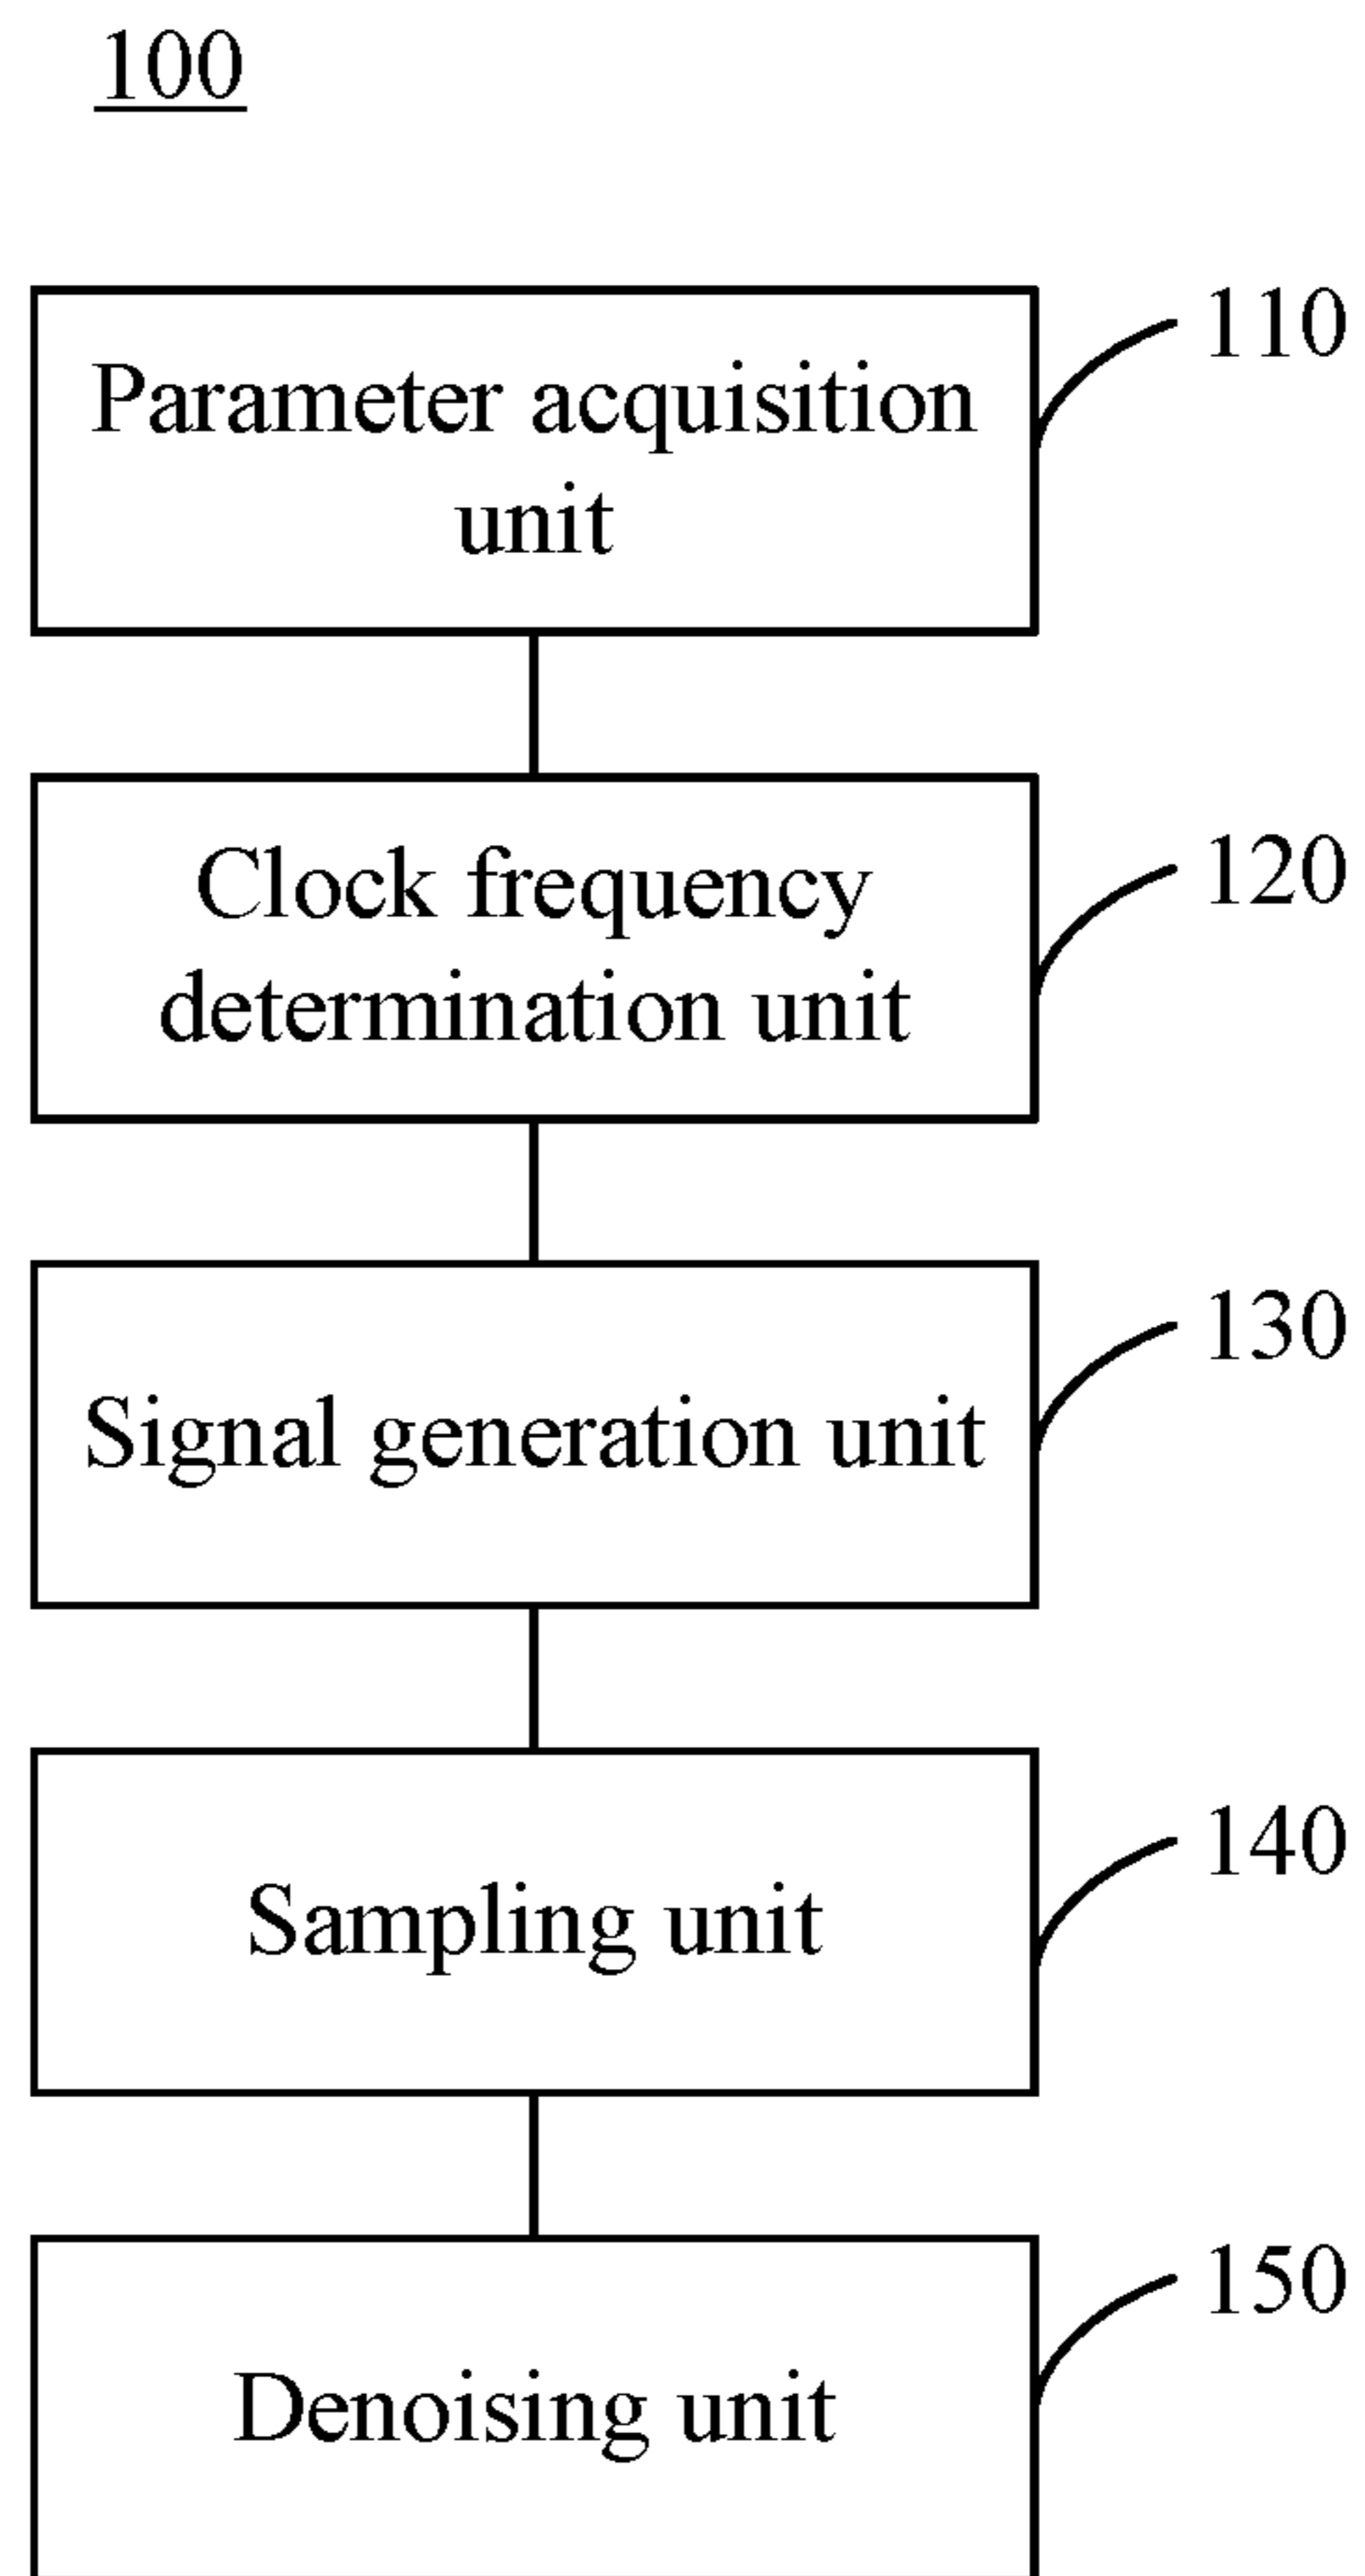 100
Parameter acquisition
unit
110
Clock frequency
determination unit
120
Signal generation unit
130
Sampling unit
140
Denoising unit
150